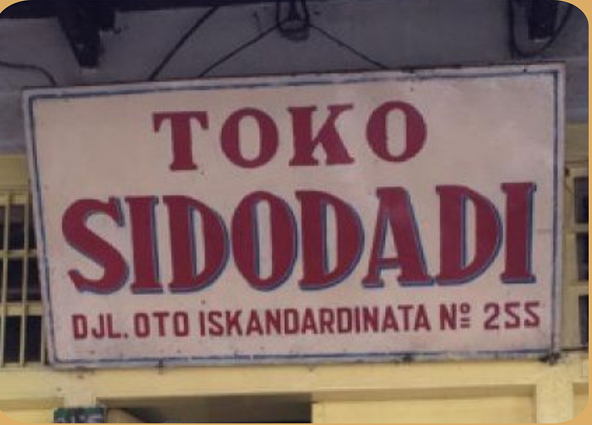 TOKO
SIDODADI
DJL. OTO ISKANDARDINATA Nº 255